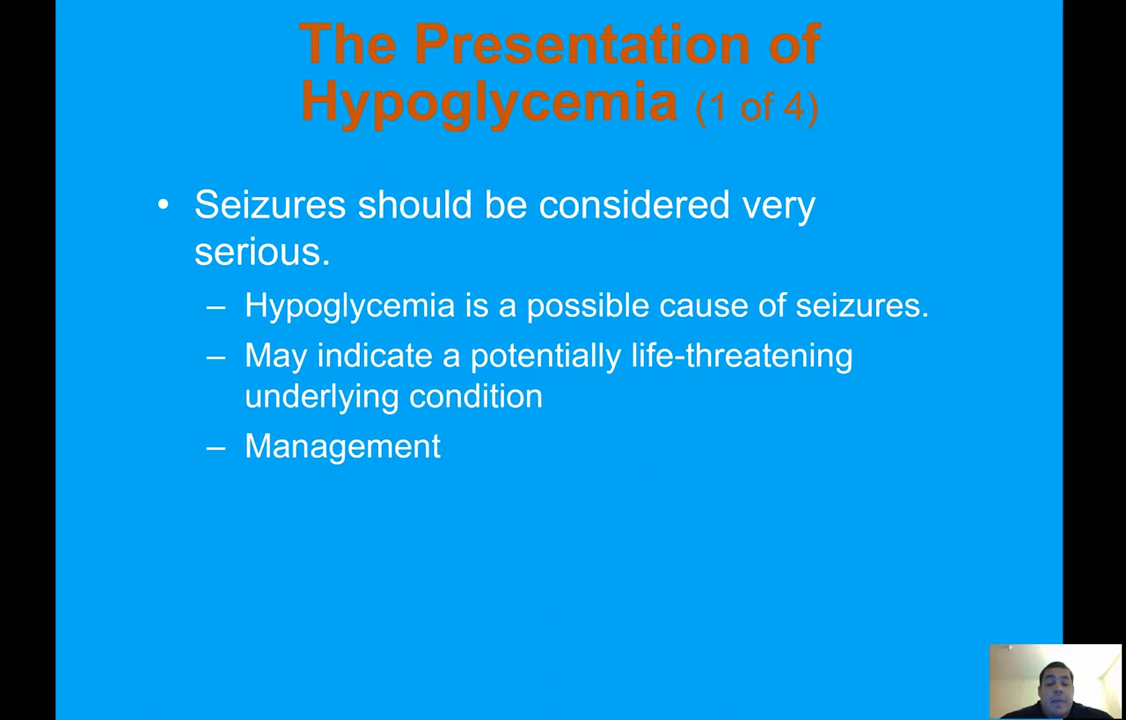 The Presentation of
Hypoglycemia (1 of 4)
• Seizures should be considered very
serious.
– Hypoglycemia is a possible cause of seizures.
– May indicate a potentially life-threatening
underlying condition
– Management